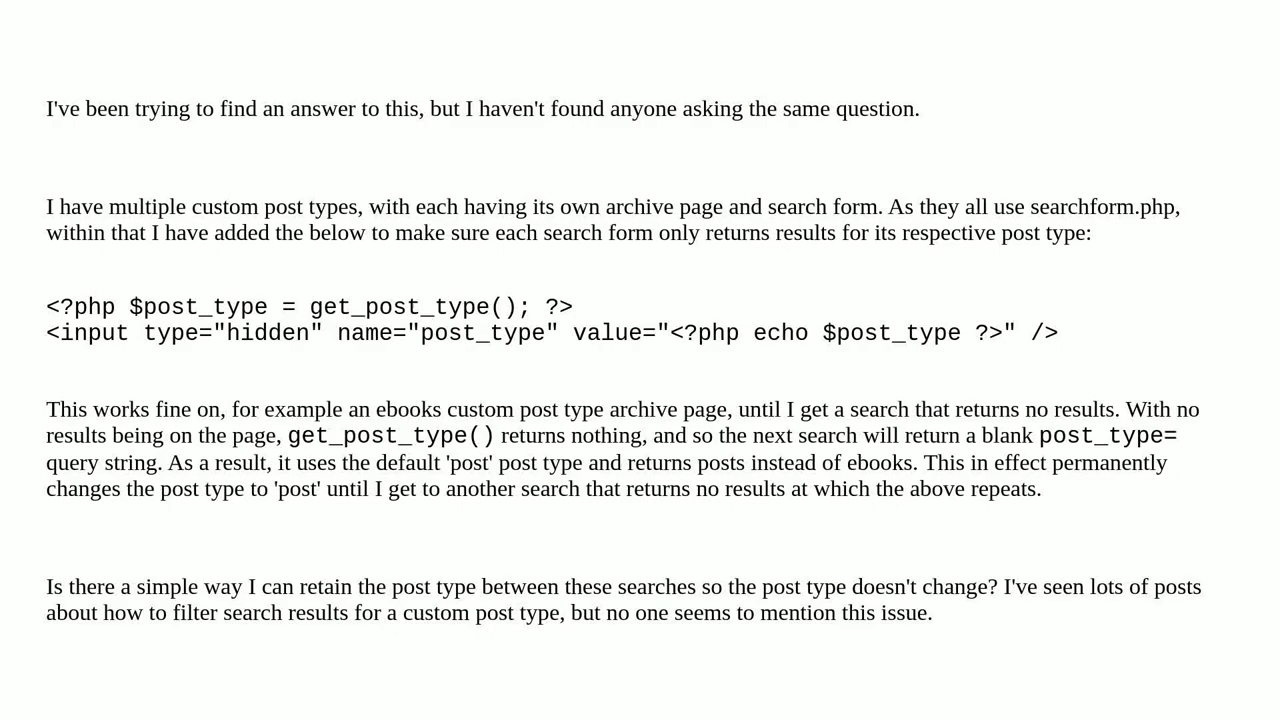 I've been trying to find an answer to this, but I haven't found anyone asking the same question.
I have multiple custom post types, with each having its own archive page and search form. As they all use searchform.php,
within that I have added the below to make sure each search form only returns results for its respective post type:
<?php $post_type = get_post_type(); ?>
<input type="hidden" name="post_type" value="<?php echo $post_type ?>" />
This works fine on, for example an ebooks custom post type archive page, until I get a search that returns no results. With no
results being on the page, get_post_type() returns nothing, and so the next search will return a blank post_type=
query string. As a result, it uses the default 'post' post type and returns posts instead of ebooks. This in effect permanently
changes the post type to 'post' until I get to another search that returns no results at which the above repeats.
Is there a simple way I can retain the post type between these searches so the post type doesn't change? I've seen lots of posts
about how to filter search results for a custom post type, but no one seems to mention this issue.